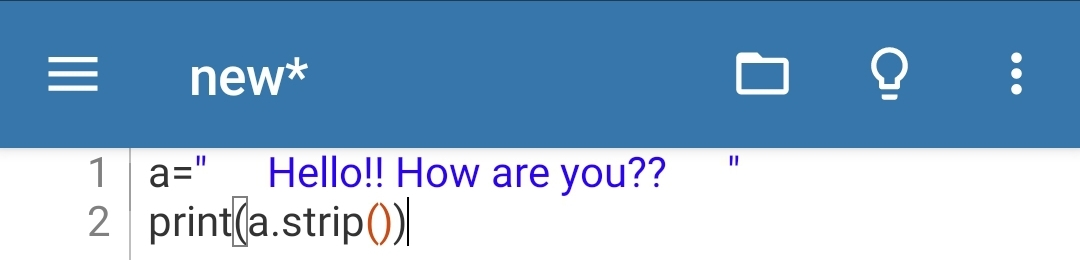 new*
1 a="     Hello!! How are you??     "
2 print(a.strip())